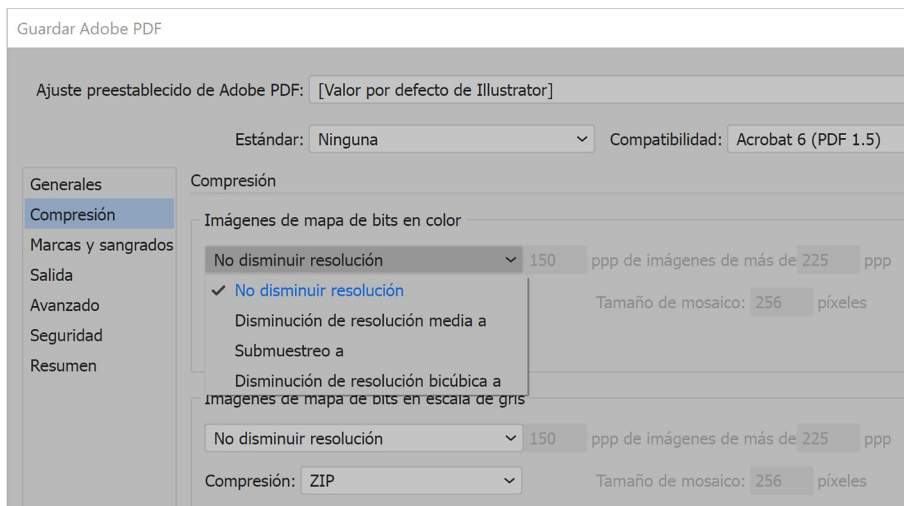 Guardar Adobe PDF
Ajuste preestablecido de Adobe PDF: [Valor por defecto de Illustrator]
Estándar: Ninguna Compatibilidad: Acrobat 6 (PDF 1.5)
Generales
Compresión
Marcas y sangrados
Salida
Avanzado
Seguridad
Resumen
Compresión
Imágenes de mapa de bits en color
No disminuir resolución 150 ppp de imágenes de más de 225 ppp
No disminuir resolución
Disminución de resolución media a
Submuestreo a
Disminución de resolución bicúbica a
Tamaño de mosaico: 256 píxeles
Imágenes de mapa de bits en escala de gris
No disminuir resolución 150 ppp de imágenes de más de 225 ppp
Compresión: ZIP Tamaño de mosaico: 256 píxeles